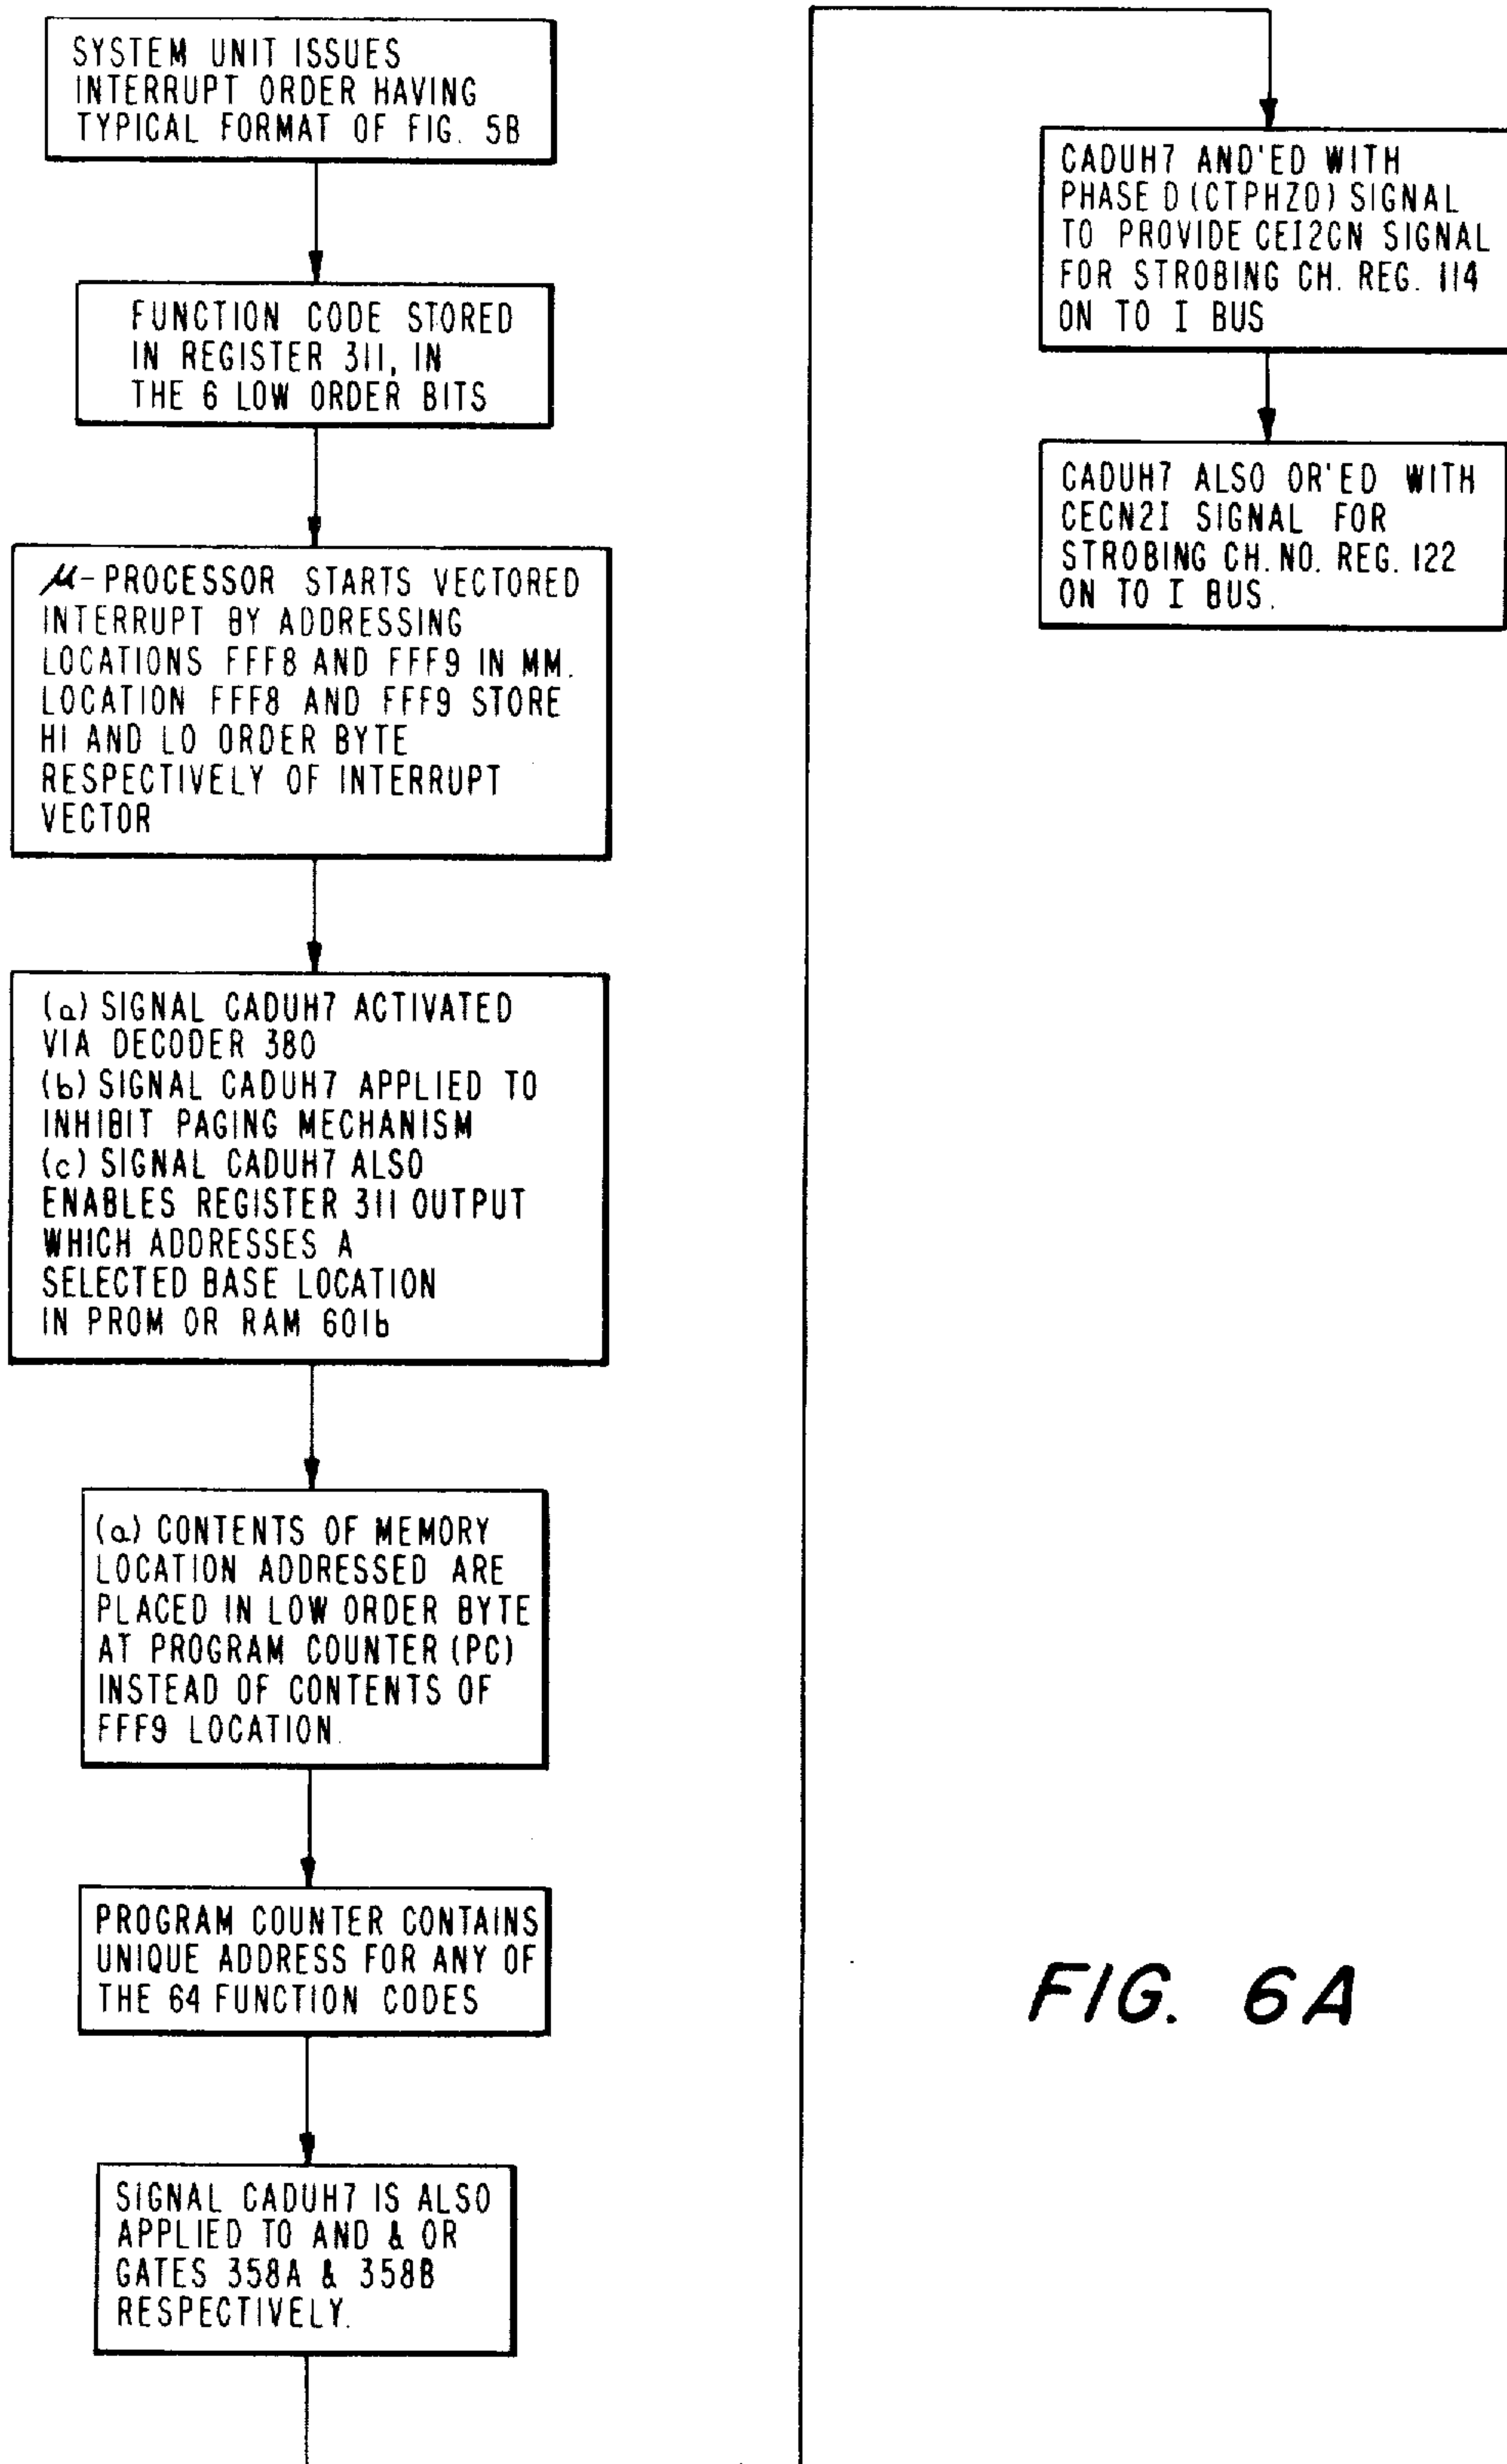 SYSTEM UNIT ISSUES
INTERRUPT ORDER HAVING
TYPICAL FORMAT OF FIG. 5B
FUNCTION CODE STORED
IN REGISTER 311, IN
THE 6 LOW ORDER BITS
μ-PROCESSOR STARTS VECTORED
INTERRUPT BY ADDRESSING
LOCATIONS FFF8 AND FFF9 IN MM.
LOCATION FFF8 AND FFF9 STORE
HI AND LO ORDER BYTE
RESPECTIVELY OF INTERRUPT
VECTOR
(a) SIGNAL CADUH7 ACTIVATED
VIA DECODER 380
(b) SIGNAL CADUH7 APPLIED TO
INHIBIT PAGING MECHANISM
(c) SIGNAL CADUH7 ALSO
ENABLES REGISTER 311 OUTPUT
WHICH ADDRESSES A
SELECTED BASE LOCATION
IN PROM OR RAM 601b
(a) CONTENTS OF MEMORY
LOCATION ADDRESSED ARE
PLACED IN LOW ORDER BYTE
AT PROGRAM COUNTER (PC)
INSTEAD OF CONTENTS OF
FFF9 LOCATION.
PROGRAM COUNTER CONTAINS
UNIQUE ADDRESS FOR ANY OF
THE 64 FUNCTION CODES
SIGNAL CADUH7 IS ALSO
APPLIED TO AND & OR
GATES 358A & 358B
RESPECTIVELY.
CADUH7 AND'ED WITH
PHASE D (CTPHZD) SIGNAL
TO PROVIDE CEI2CN SIGNAL
FOR STROBING CH. REG. 114
ON TO I BUS
CADUH7 ALSO OR'ED WITH
CECN2I SIGNAL FOR
STROBING CH. NO. REG. 122
ON TO I BUS.
FIG. 6A